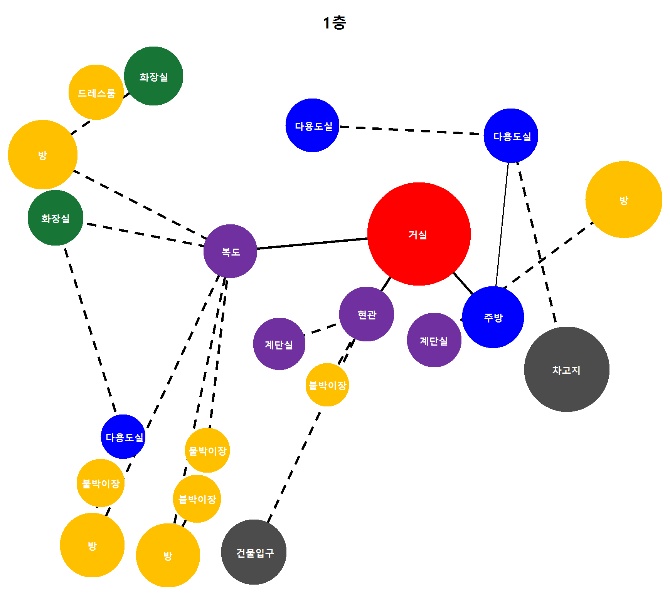 1층
화장실
드레스룸
다용도실
다용도실
방
방
화장실
거실
복도
현관
주방
계단실
계단실
차고지
붙박이장
다용도실
붙박이장
붙박이장
붙박이장
방
방
건물입구